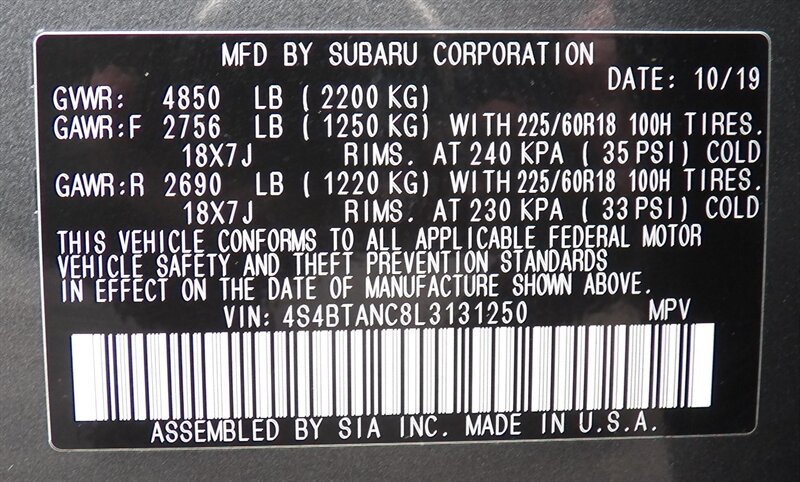 MFD BY SUBARU CORPORATION
DATE: 10/19
GVWR: 4850 LB (2200 KG)
GAWR:F 2756 LB (1250 KG) WITH 225/60R18 100H TIRES.
18X7J RIMS. AT 240 KPA (35 PSI) COLD
GAWR:R 2690 LB (1220 KG) WITH 225/60R18 100H TIRES.
18X7J RIMS. AT 230 KPA (33 PSI) COLD
THIS VEHICLE CONFORMS TO ALL APPLICABLE FEDERAL MOTOR
VEHICLE SAFETY AND THEFT PREVENTION STANDARDS
IN EFFECT ON THE DATE OF MANUFACTURE SHOWN ABOVE.
VIN: 4S4BTANC8L3131250 MPV
ASSEMBLED BY SIA INC. MADE IN U.S.A.